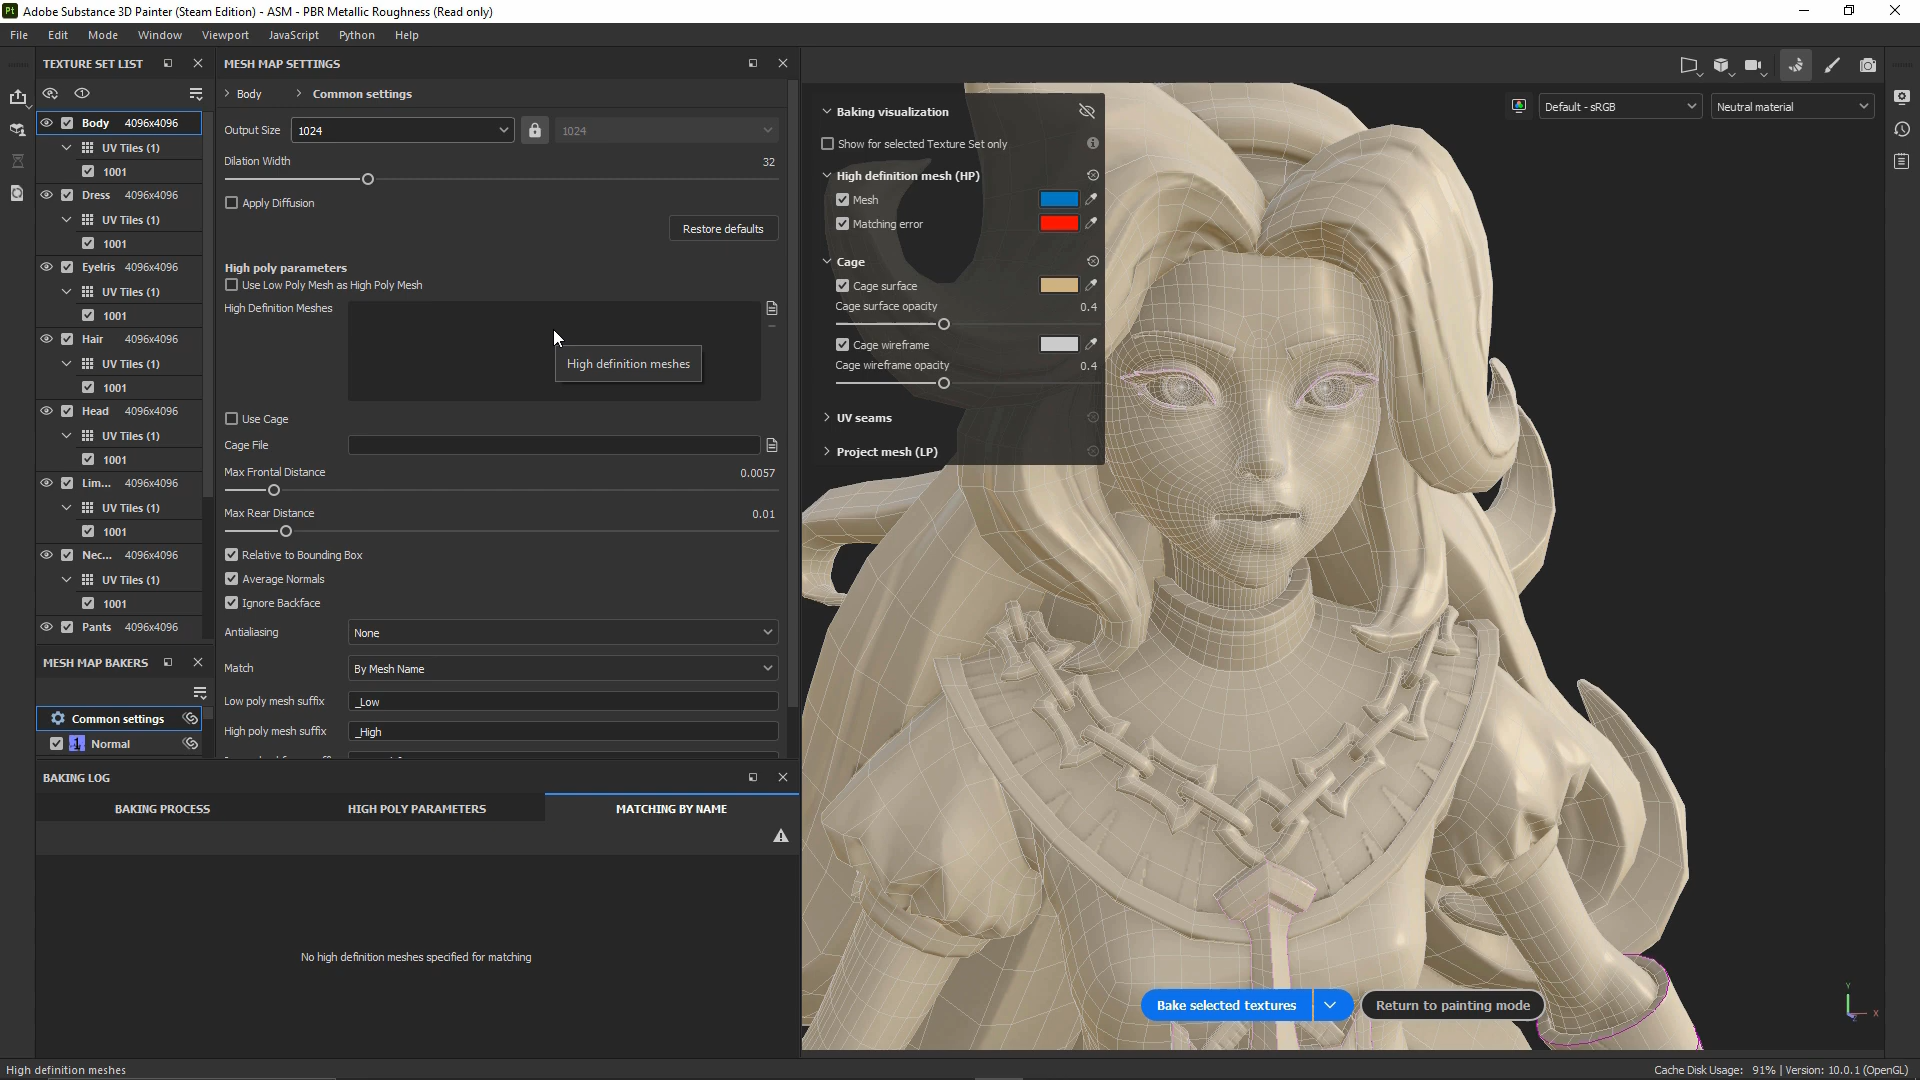 Pt Adobe Substance 3D Painter (Steam Edition) - ASM - PBR Metallic Roughness (Read only)
File Edit Mode Window Viewport JavaScript Python Help
TEXTURE SET LIST
Body 4096x4096
UV Tiles (1)
1001
Dress 4096x4096
UV Tiles (1)
1001
EyeIris 4096x4096
UV Tiles (1)
1001
Hair 4096x4096
UV Tiles (1)
1001
Head 4096x4096
UV Tiles (1)
1001
Lim... 4096x4096
UV Tiles (1)
1001
Nec... 4096x4096
UV Tiles (1)
1001
Pants 4096x4096
MESH MAP BAKERS
Common settings
Normal
MESH MAP SETTINGS
Body Common settings
Output Size 1024 1024
Dilation Width 32
Apply Diffusion
Restore defaults
High poly parameters
Use Low Poly Mesh as High Poly Mesh
High Definition Meshes
High definition meshes
Use Cage
Cage File
Max Frontal Distance 0.0057
Max Rear Distance 0.01
Relative to Bounding Box
Average Normals
Ignore Backface
Antialiasing None
Match By Mesh Name
Low poly mesh suffix _Low
High poly mesh suffix _High
BAKING LOG
BAKING PROCESS HIGH POLY PARAMETERS MATCHING BY NAME
No high definition meshes specified for matching
Baking visualization
Show for selected Texture Set only
High definition mesh (HP)
Mesh
Matching error
Cage
Cage surface
Cage surface opacity 0.4
Cage wireframe
Cage wireframe opacity 0.4
UV seams
Project mesh (LP)
Default - sRGB
Neutral material
Bake selected textures
Return to painting mode
Y
X
High definition meshes
Cache Disk Usage: 91% | Version: 10.0.1 (OpenGL)